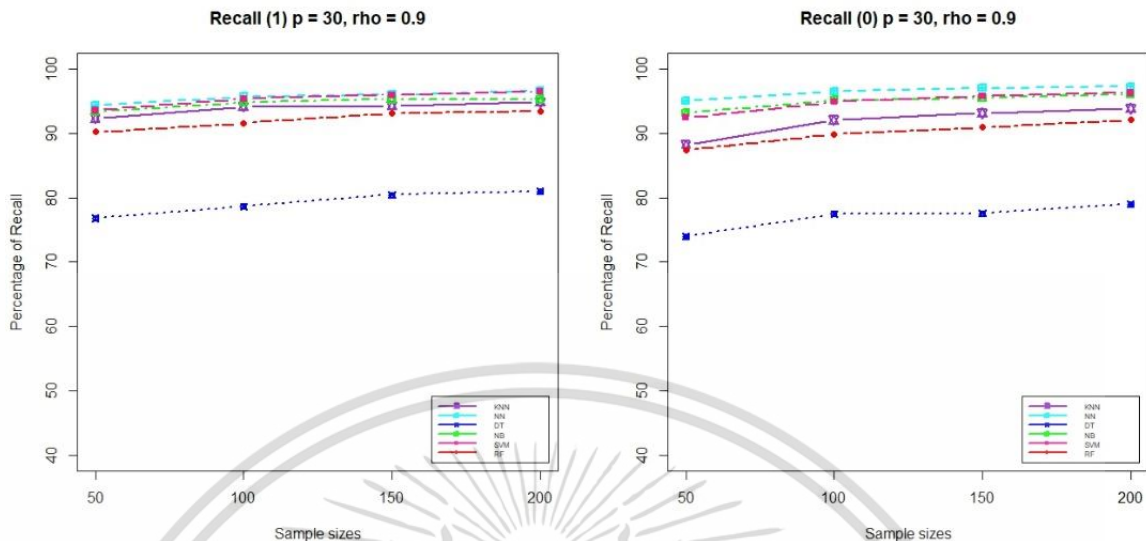 Recall (1) p = 30, rho = 0.9
Percentage of Recall
100
90
80
70
60
50
40
KNN
NN
DT
NB
SVM
RF
50 100 150 200
Sample sizes
Recall (0) p = 30, rho = 0.9
Percentage of Recall
100
90
80
70
60
50
40
KNN
NN
DT
NB
SVM
RF
50 100 150 200
Sample sizes